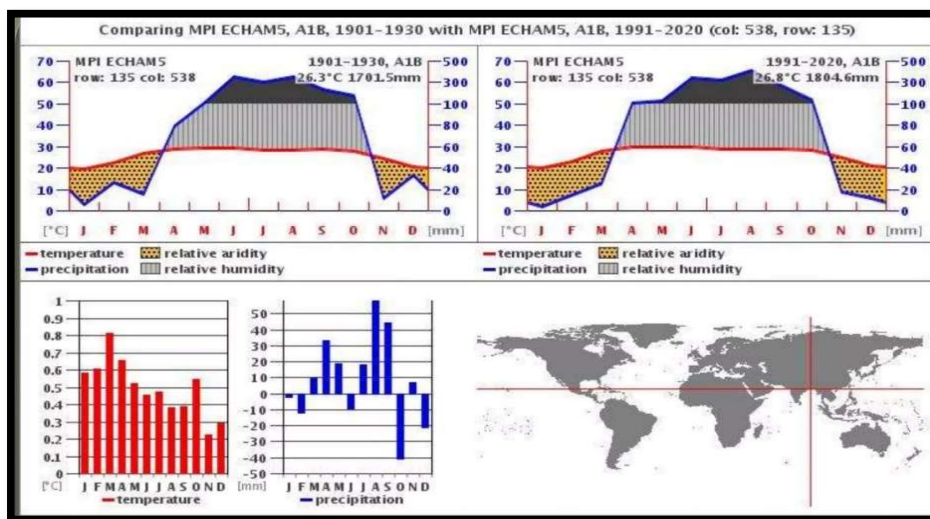 Comparing MPI ECHAM5, A1B, 1901-1930 with MPI ECHAM5, A1B, 1991-2020 (col: 538, row: 135)
70 MPI ECHAM5 1901-1930, A1B 500
60 row: 135 col: 538 26.3°C 1701.5mm 300
50 100
40 80
30 60
20 40
10 20
0 0
[°C] J F M A M J J A S O N D [mm]
temperature relative aridity
precipitation relative humidity
70 MPI ECHAM5 1991-2020, A1B 500
60 row: 135 col: 538 26.8°C 1804.6mm 300
50 100
40 80
30 60
20 40
10 20
0 0
[°C] J F M A M J J A S O N D [mm]
temperature relative aridity
precipitation relative humidity
1
0.9
0.8
0.7
0.6
0.5
0.4
0.3
0.2
0.1
0
[°C] J F M A M J J A S O N D
temperature
50
40
30
20
10
0
-10
-20
-30
-40
-50
[mm] J F M A M J J A S O N D
precipitation